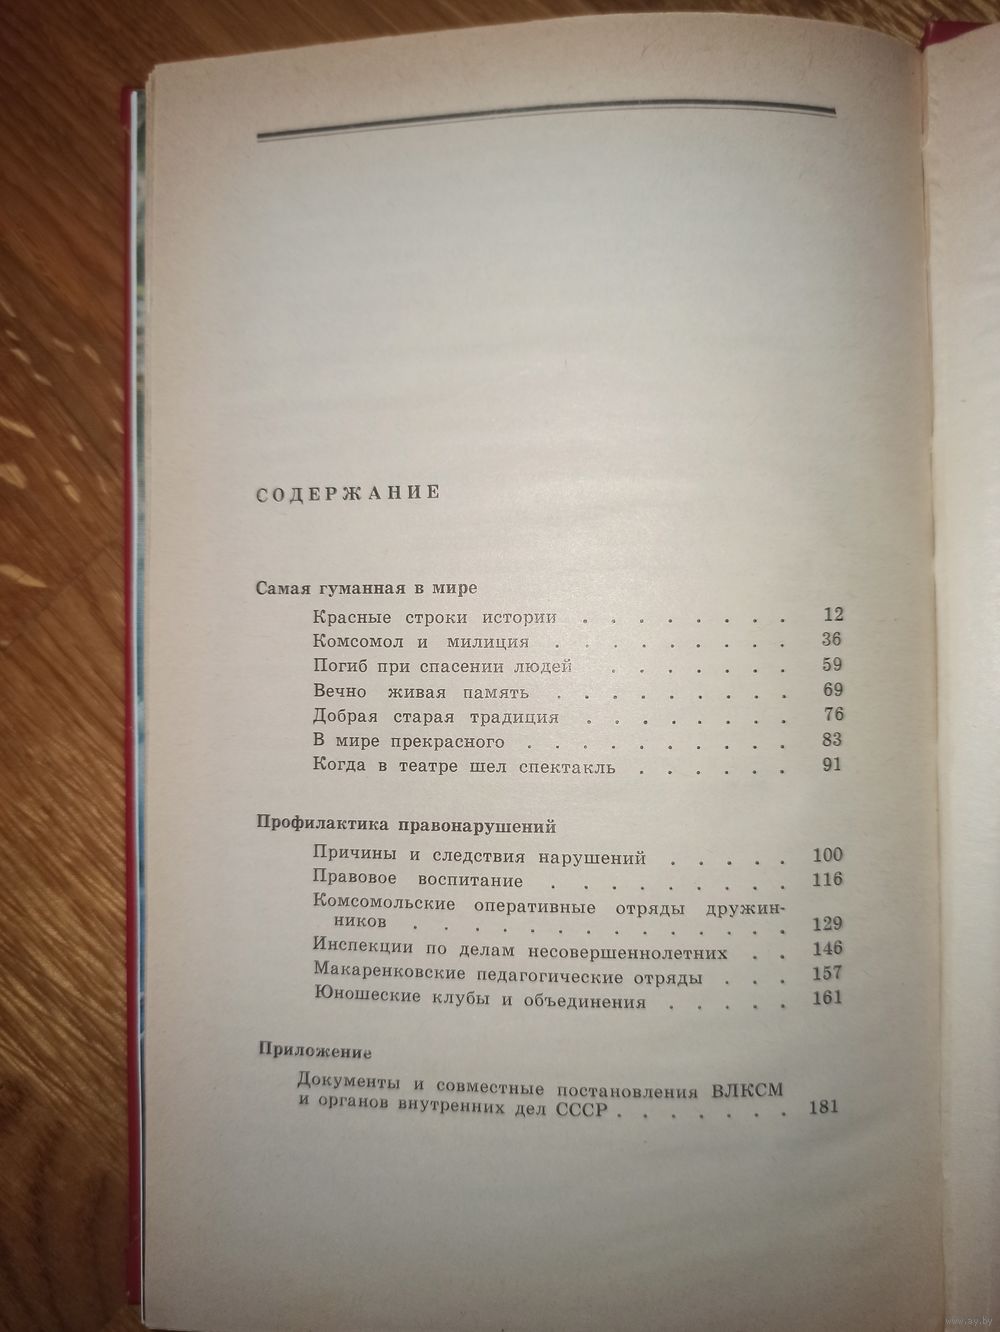 СОДЕРЖАНИЕ
Самая гуманная в мире
Красные строки истории . . . . . . . . 12
Комсомол и милиция . . . . . . . . . 36
Погиб при спасении людей . . . . . . . 59
Вечно живая память . . . . . . . . . 69
Добрая старая традиция . . . . . . . . 76
В мире прекрасного . . . . . . . . . . 83
Когда в театре шел спектакль . . . . . . 91
Профилактика правонарушений
Причины и следствия нарушений . . . . . 100
Правовое воспитание . . . . . . . . . 116
Комсомольские оперативные отряды дружин-
ников . . . . . . . . . . . . . . 129
Инспекции по делам несовершеннолетних . . 146
Макаренковские педагогические отряды . . . 157
Юношеские клубы и объединения . . . . . 161
Приложение
Документы и совместные постановления ВЛКСМ
и органов внутренних дел СССР . . . . . . . 181
www.ay.by